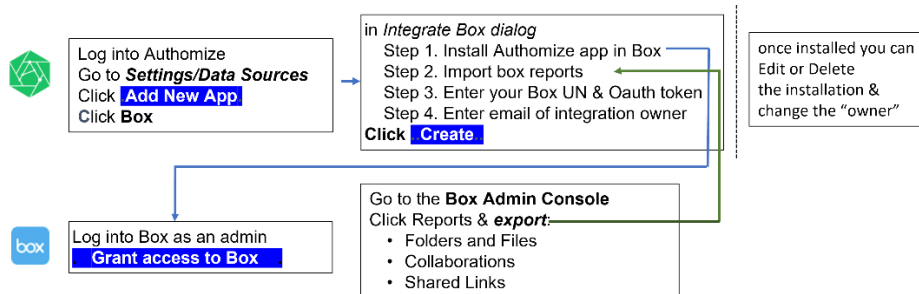 Log into Authomize
Go to Settings/Data Sources
Click Add New App
Click Box
in Integrate Box dialog
Step 1. Install Authomize app in Box
Step 2. Import box reports
Step 3. Enter your Box UN & Oauth token
Step 4. Enter email of integration owner
Click ..Create..
once installed you can
Edit or Delete
the installation &
change the “owner”
box
Log into Box as an admin
. Grant access to Box .
Go to the Box Admin Console
Click Reports & export:
• Folders and Files
• Collaborations
• Shared Links